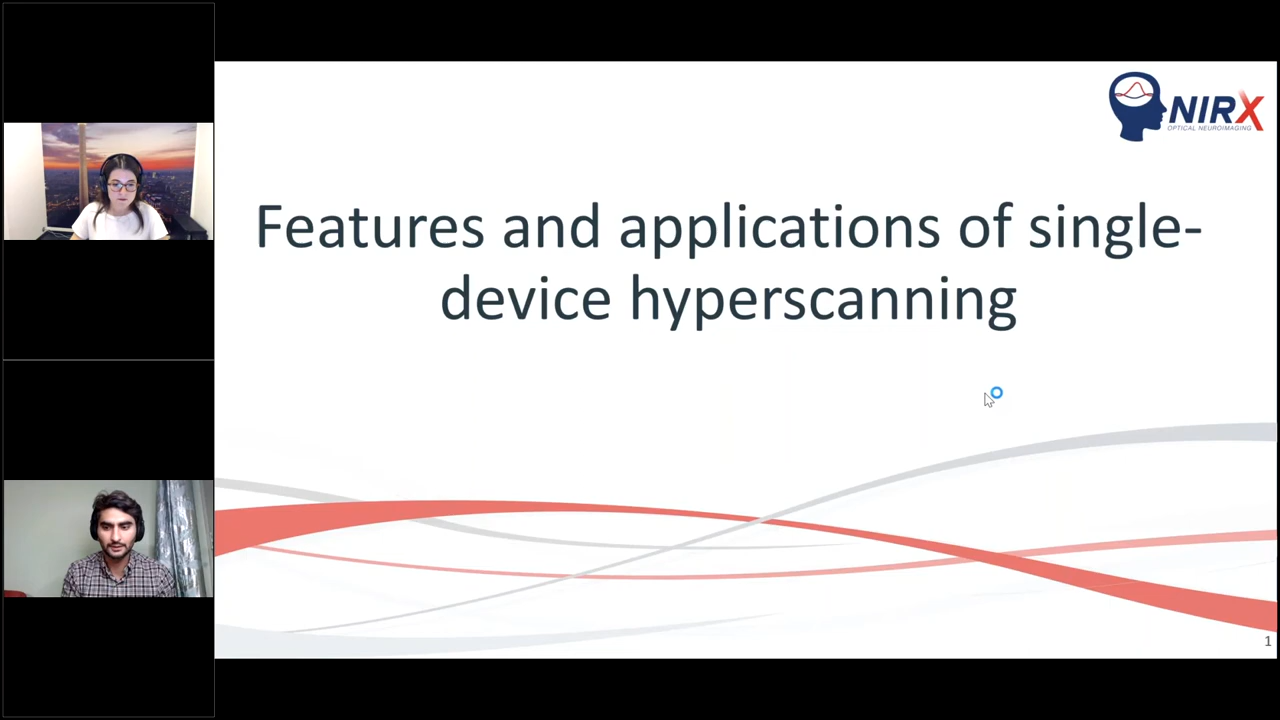 NIRX
OPTICAL NEUROIMAGING
Features and applications of single-
device hyperscanning
1